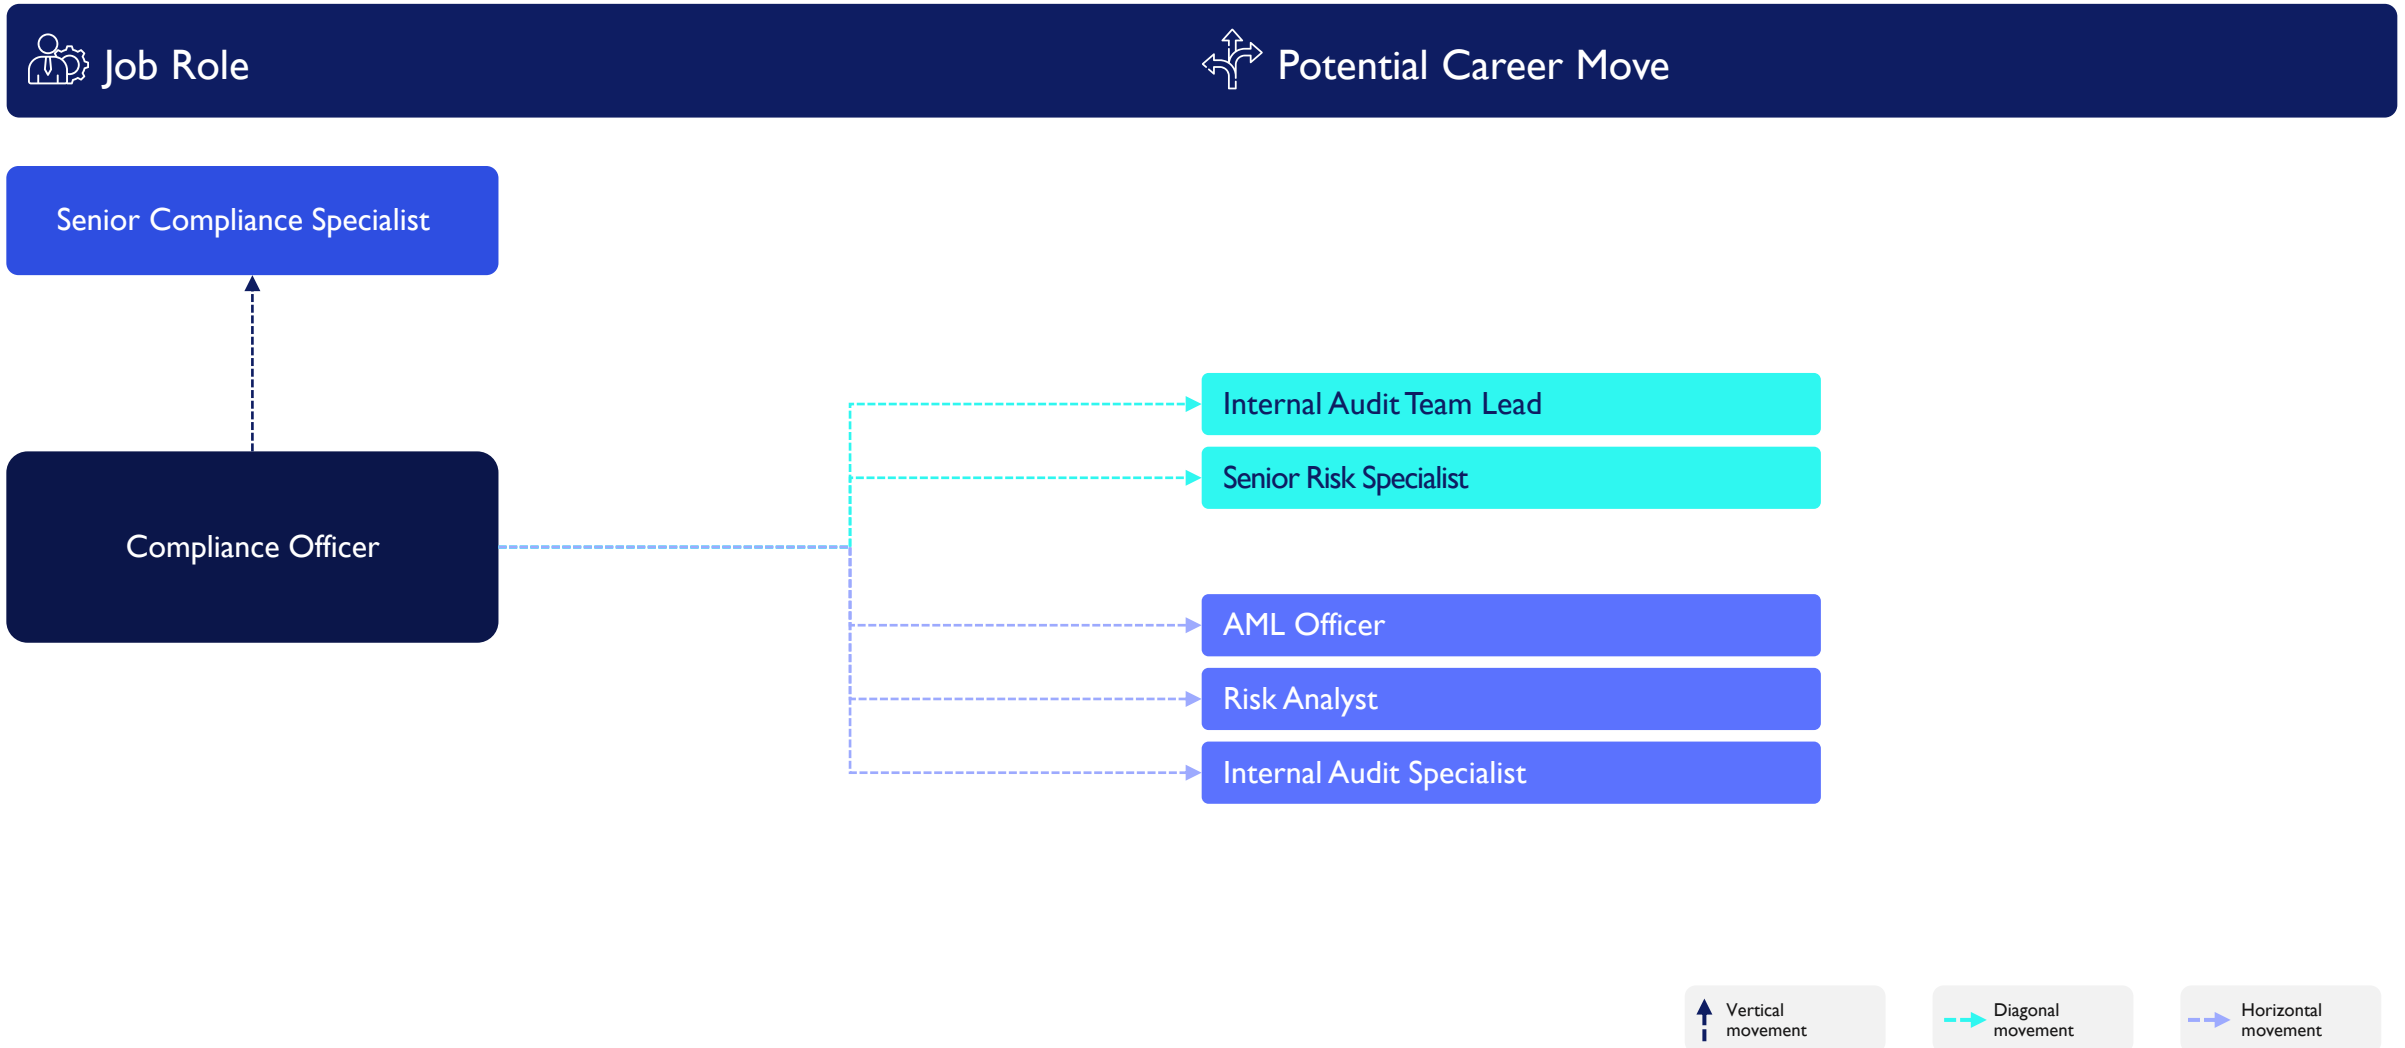 Job Role
Potential Career Move
Senior Compliance Specialist
Internal Audit Team Lead
Senior Risk Specialist
Compliance Officer
AML Officer
Risk Analyst
Internal Audit Specialist
Vertical
movement
Diagonal
movement
Horizontal
movement